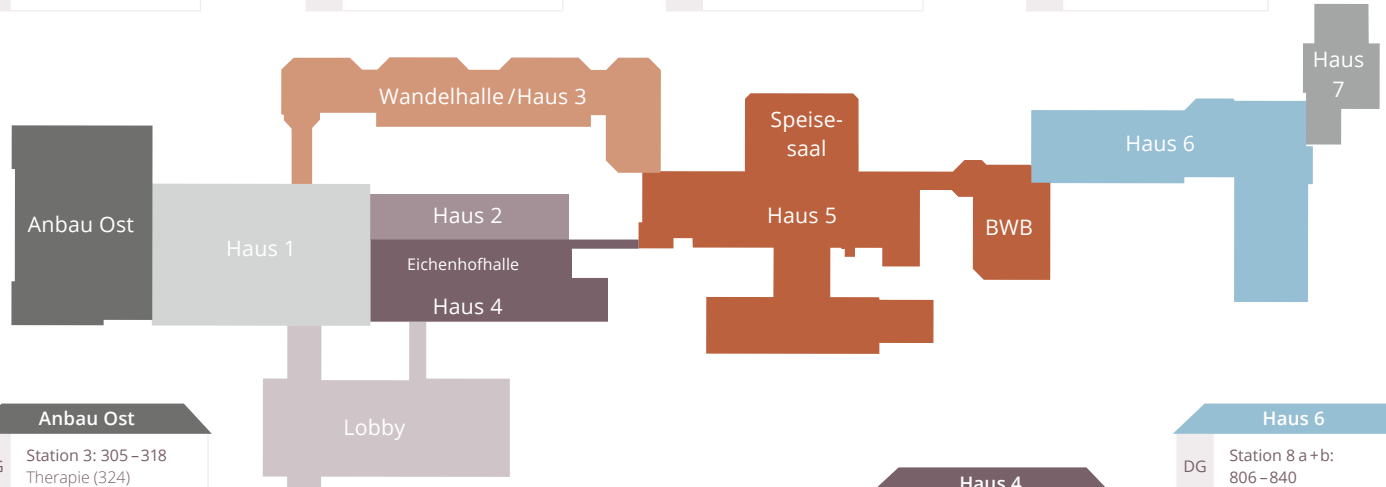 Haus
7
Wandelhalle/Haus 3
Speise-
saal
Haus 6
Anbau Ost
Haus 1
Haus 2
Haus 5
BWB
Eichenhofhalle
Haus 4
Lobby
Anbau Ost
Station 3: 305–318
Therapie (324)
Haus 4
Haus 6
DG
Station 8 a+b:
806–840